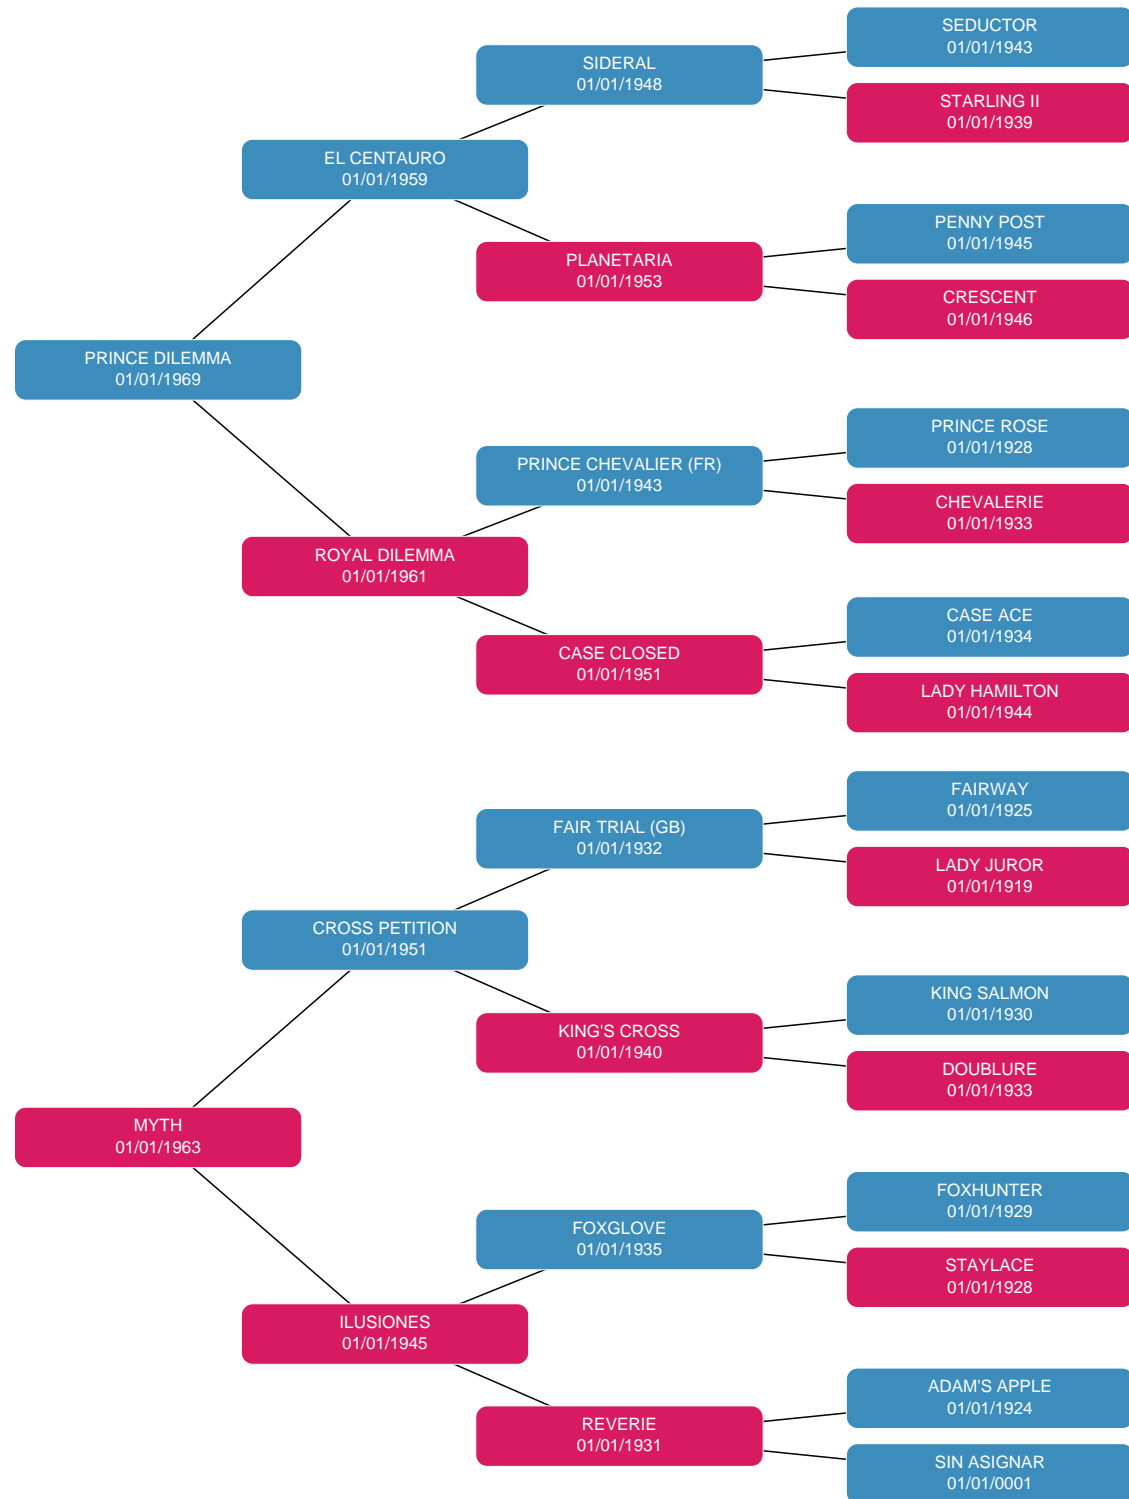 SEDUCTOR
01/01/1943
SIDERAL
01/01/1948
STARLING II
01/01/1939
EL CENTAURO
01/01/1959
PENNY POST
01/01/1945
PLANETARIA
01/01/1953
CRESCENT
01/01/1946
PRINCE DILEMMA
01/01/1969
PRINCE ROSE
01/01/1928
PRINCE CHEVALIER (FR)
01/01/1943
CHEVALERIE
01/01/1933
ROYAL DILEMMA
01/01/1961
CASE ACE
01/01/1934
CASE CLOSED
01/01/1951
LADY HAMILTON
01/01/1944
FAIRWAY
01/01/1925
FAIR TRIAL (GB)
01/01/1932
LADY JUROR
01/01/1919
CROSS PETITION
01/01/1951
KING SALMON
01/01/1930
KING'S CROSS
01/01/1940
DOUBLURE
01/01/1933
MYTH
01/01/1963
FOXHUNTER
01/01/1929
FOXGLOVE
01/01/1935
STAYLACE
01/01/1928
ILUSIONES
01/01/1945
ADAM'S APPLE
01/01/1924
REVERIE
01/01/1931
SIN ASIGNAR
01/01/0001